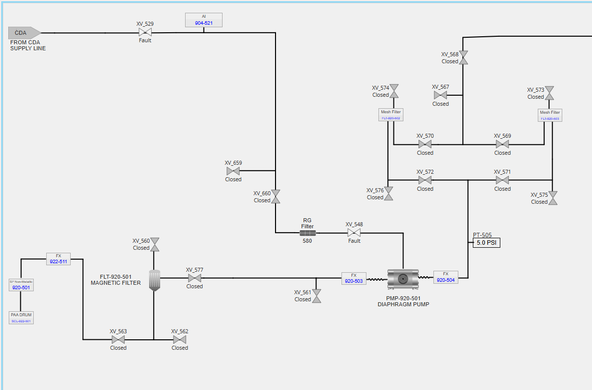 XV_529
Fault
AI
904-521
CDA
FROM CDA
SUPPLY LINE
XV_568
Closed
XV_574
Closed
XV_567
Closed
XV_573
Closed
Mesh Filter
Mesh Filter
XV_570
Closed
XV_569
Closed
XV_659
Closed
XV_660
Closed
XV_572
Closed
XV_571
Closed
XV_576
Closed
XV_575
Closed
RG
Filter
580
XV_548
Fault
PT-505
5.0 PSI
XV_560
Closed
FX
922-511
FLT-920-501
MAGNETIC FILTER
XV_577
Closed
FX
920-503
FX
920-504
920-501
XV_561
Closed
PMP-920-501
DIAPHRAGM PUMP
PAA DRUM
XV_563
Closed
XV_562
Closed